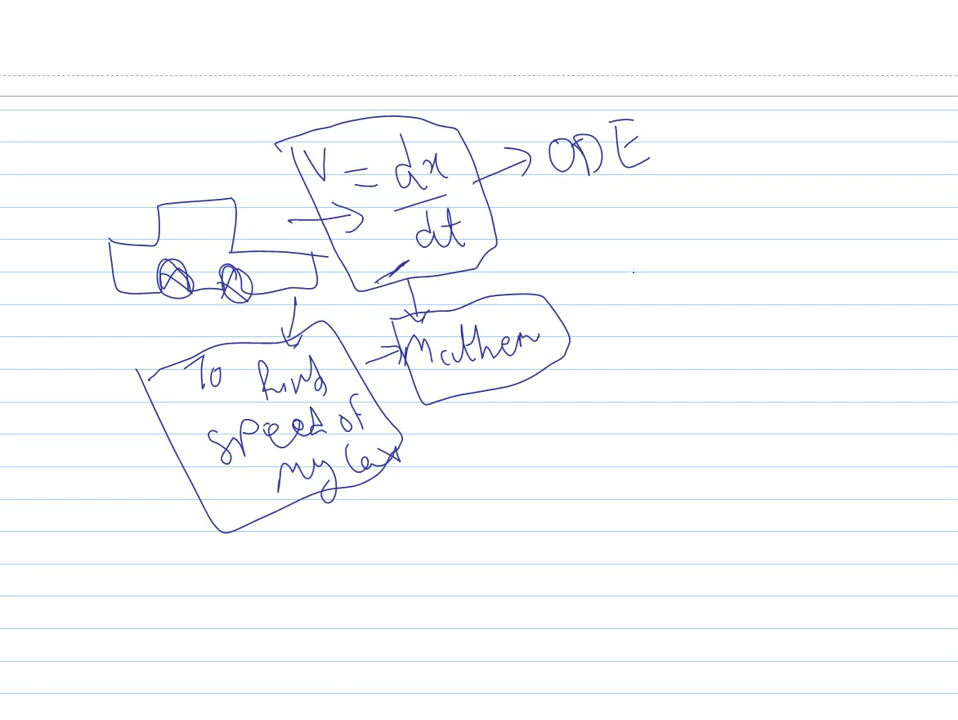 V = dx/dt → ODE
To find
speed of
my car
Mathem